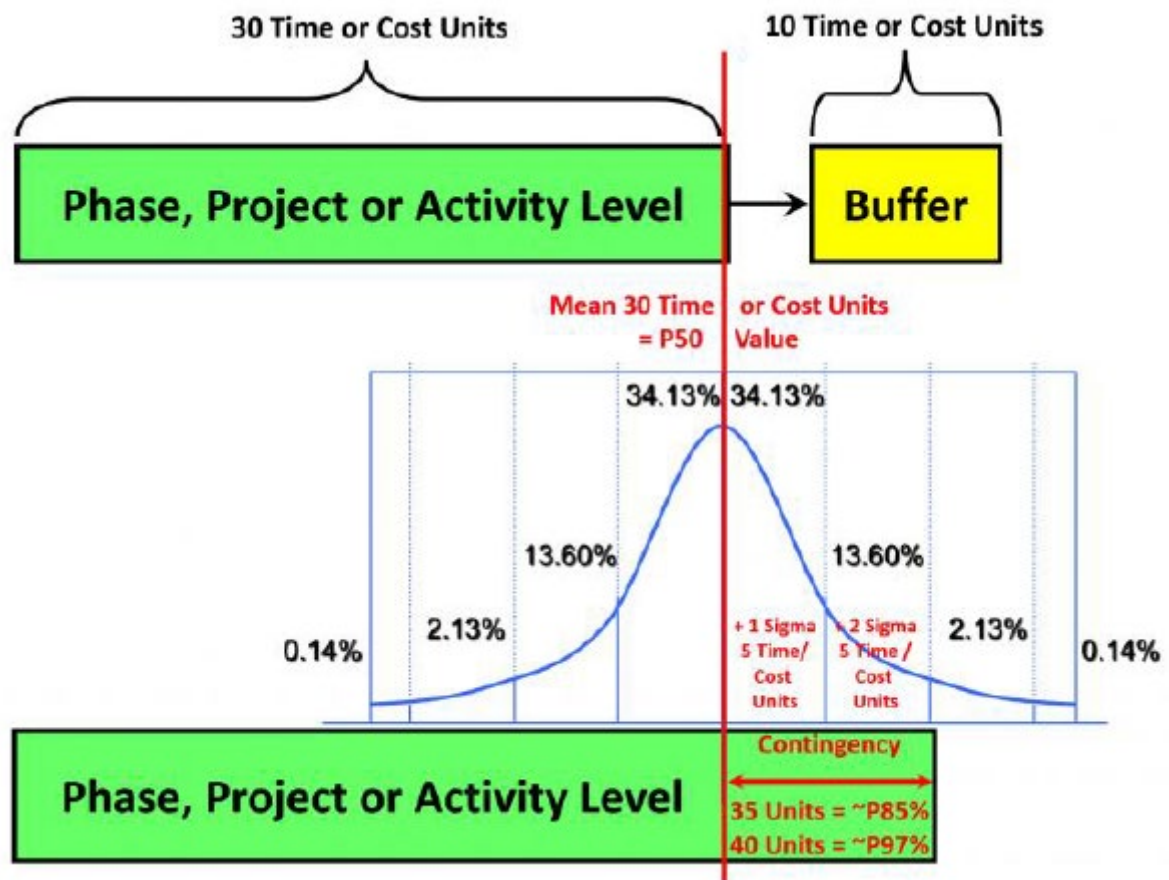 30 Time or Cost Units
10 Time or Cost Units
Phase, Project or Activity Level
Buffer
Mean 30 Time or Cost Units
= P50 Value
34.13% 34.13%
13.60%
13.60%
2.13%
2.13%
0.14%
0.14%
+ 1 Sigma
5 Time/
Cost
Units
+ 2 Sigma
5 Time /
Cost
Units
Phase, Project or Activity Level
Contingency
35 Units = ~P85%
40 Units = ~P97%